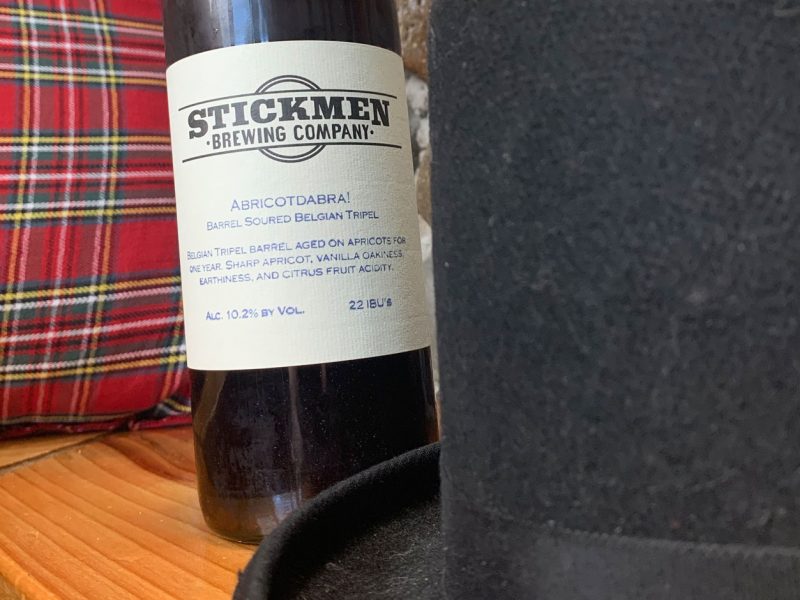 STICKMEN
·BREWING COMPANY·
ABRICOTDABRA!
BARREL SOURED BELGIAN TRIPEL
BELGIAN TRIPEL BARREL AGED ON APRICOTS FOR
ONE YEAR. SHARP APRICOT, VANILLA OAKINESS,
EARTHINESS, AND CITRUS FRUIT ACIDITY.
ALC. 10.2% BY VOL. 22 IBU'S